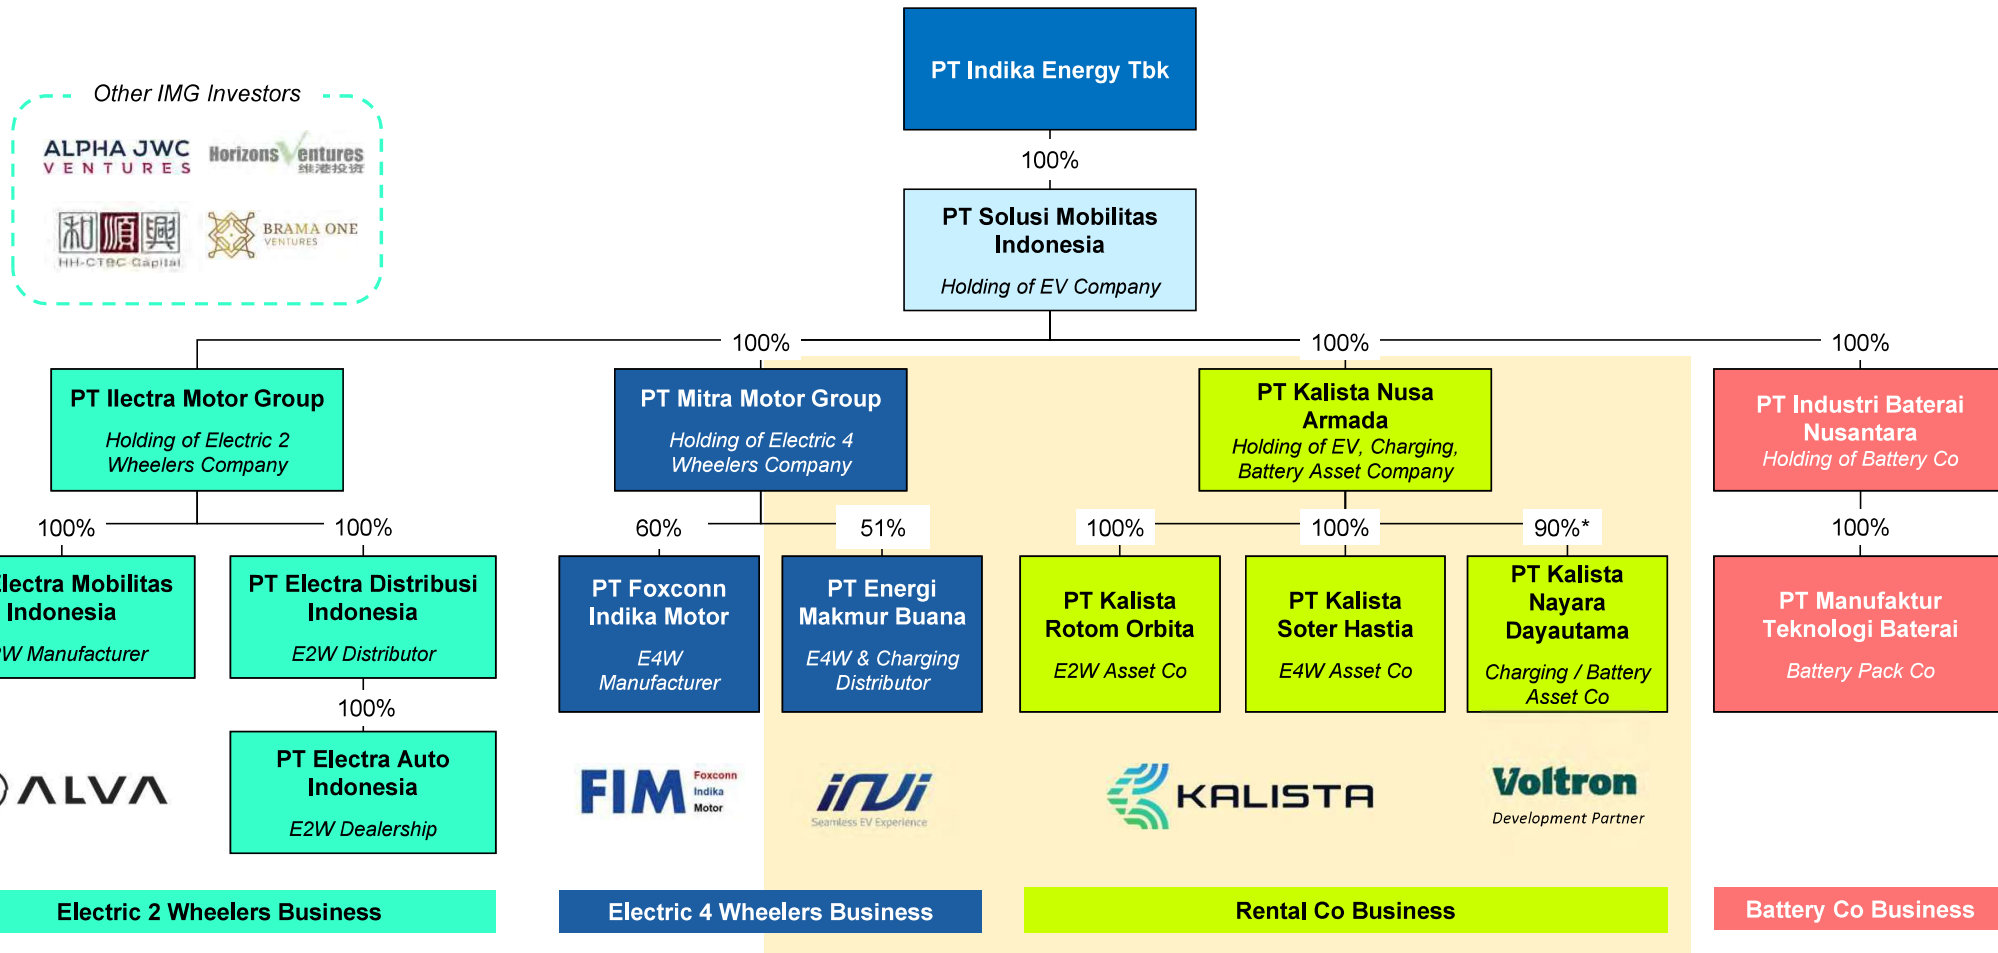 PT Indika Energy Tbk
Other IMG Investors
ALPHA JWC
VENTURES
Horizons Ventures
维港投资
和順興
HH-CTBC Capital
BRAMA ONE
VENTURES
100%
PT Solusi Mobilitas
Indonesia
Holding of EV Company
100%
100%
100%
PT Ilectra Motor Group
Holding of Electric 2
Wheelers Company
PT Mitra Motor Group
Holding of Electric 4
Wheelers Company
PT Kalista Nusa
Armada
Holding of EV, Charging,
Battery Asset Company
PT Industri Baterai
Nusantara
Holding of Battery Co
100%
100%
60%
51%
100%
100%
90%*
100%
lectra Mobilitas
Indonesia
W Manufacturer
PT Electra Distribusi
Indonesia
E2W Distributor
PT Foxconn
Indika Motor
E4W
Manufacturer
PT Energi
Makmur Buana
E4W & Charging
Distributor
PT Kalista
Rotom Orbita
E2W Asset Co
PT Kalista
Soter Hastia
E4W Asset Co
PT Kalista
Nayara
Dayautama
Charging / Battery
Asset Co
PT Manufaktur
Teknologi Baterai
Battery Pack Co
100%
PT Electra Auto
Indonesia
E2W Dealership
ALVA
FIM
Foxconn
Indika
Motor
invi
Seamless EV Experience
KALISTA
Voltron
Development Partner
Electric 2 Wheelers Business
Electric 4 Wheelers Business
Rental Co Business
Battery Co Business